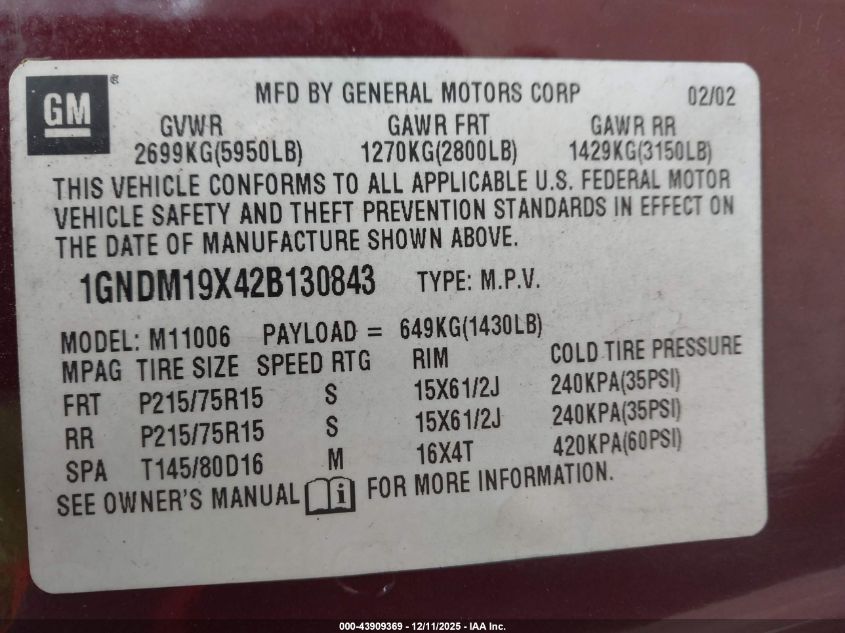 GM®
MFD BY GENERAL MOTORS CORP 02/02
GVWR GAWR FRT GAWR RR
2699KG(5950LB) 1270KG(2800LB) 1429KG(3150LB)
THIS VEHICLE CONFORMS TO ALL APPLICABLE U.S. FEDERAL MOTOR
VEHICLE SAFETY AND THEFT PREVENTION STANDARDS IN EFFECT ON
THE DATE OF MANUFACTURE SHOWN ABOVE.
1GNDM19X42B130843 TYPE: M.P.V.
MODEL: M11006 PAYLOAD = 649KG(1430LB)
MPAG TIRE SIZE SPEED RTG RIM COLD TIRE PRESSURE
FRT P215/75R15 S 15X61/2J 240KPA(35PSI)
RR P215/75R15 S 15X61/2J 240KPA(35PSI)
SPA T145/80D16 M 16X4T 420KPA(60PSI)
SEE OWNER'S MANUAL i FOR MORE INFORMATION.
000-43909369 - 12/11/2025 - IAA Inc.